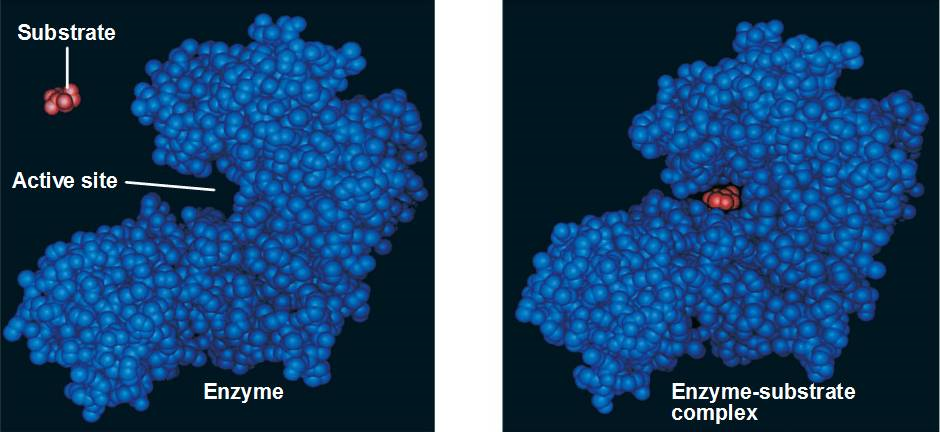 Substrate
Active site
Enzyme
Enzyme-substrate
complex